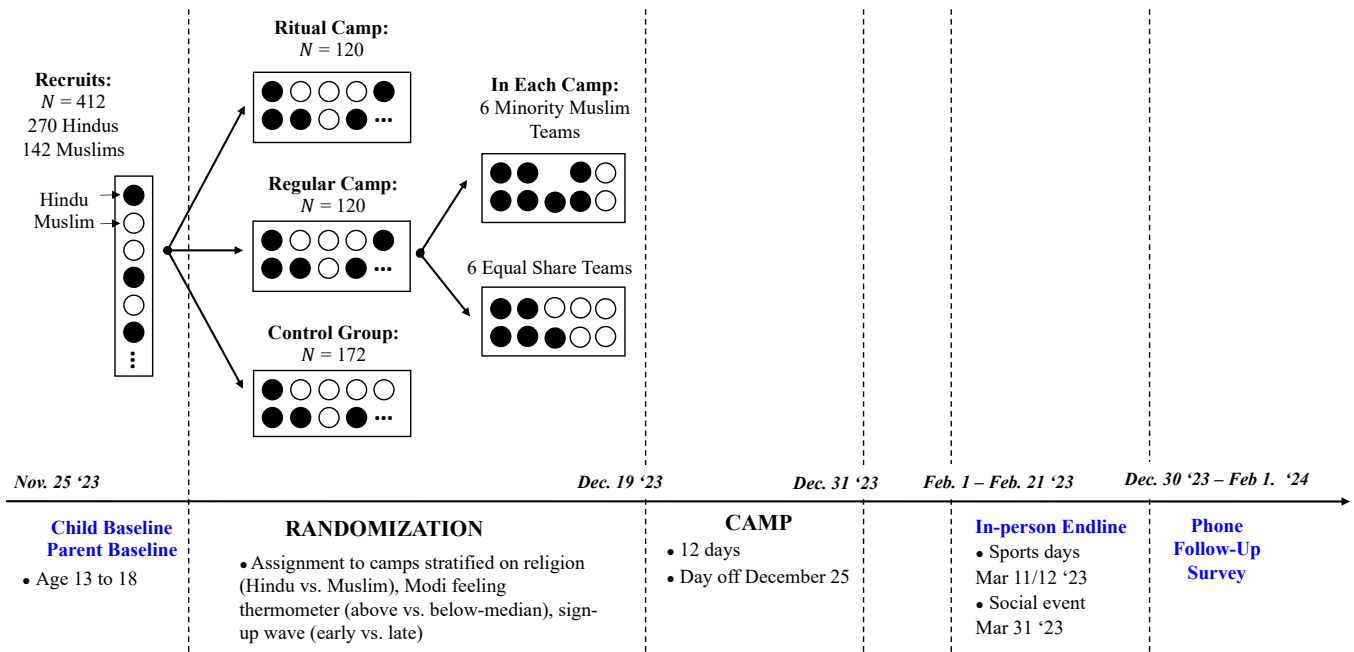 Recruits:
N = 412
270 Hindus
142 Muslims
Hindu
Muslim
Ritual Camp:
N = 120
Regular Camp:
N = 120
Control Group:
N = 172
In Each Camp:
6 Minority Muslim
Teams
6 Equal Share Teams
Nov. 25 ‘23
Dec. 19 ‘23
Dec. 31 ‘23
Feb. 1 – Feb. 21 ‘23
Dec. 30 ‘23 – Feb 1. ‘24
Child Baseline
Parent Baseline
• Age 13 to 18
RANDOMIZATION
• Assignment to camps stratified on religion
(Hindu vs. Muslim), Modi feeling
thermometer (above vs. below-median), sign-
up wave (early vs. late)
CAMP
• 12 days
• Day off December 25
In-person Endline
• Sports days
Mar 11/12 ‘23
• Social event
Mar 31 ‘23
Phone
Follow-Up
Survey